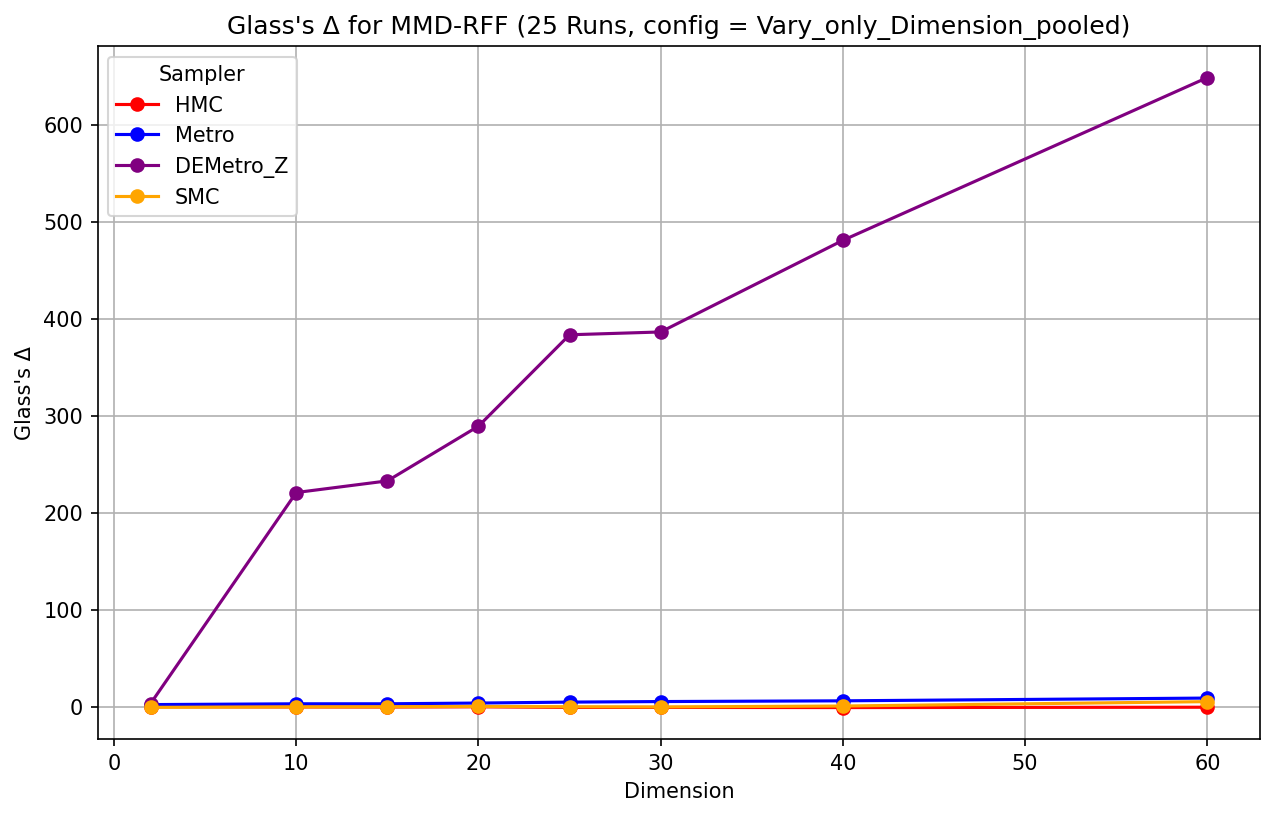 Glass's Δ for MMD-RFF (25 Runs, config = Vary_only_Dimension_pooled)
Sampler
HMC
Metro
DEMetro_Z
SMC
Glass's Δ
600
500
400
300
200
100
0
0 10 20 30 40 50 60
Dimension